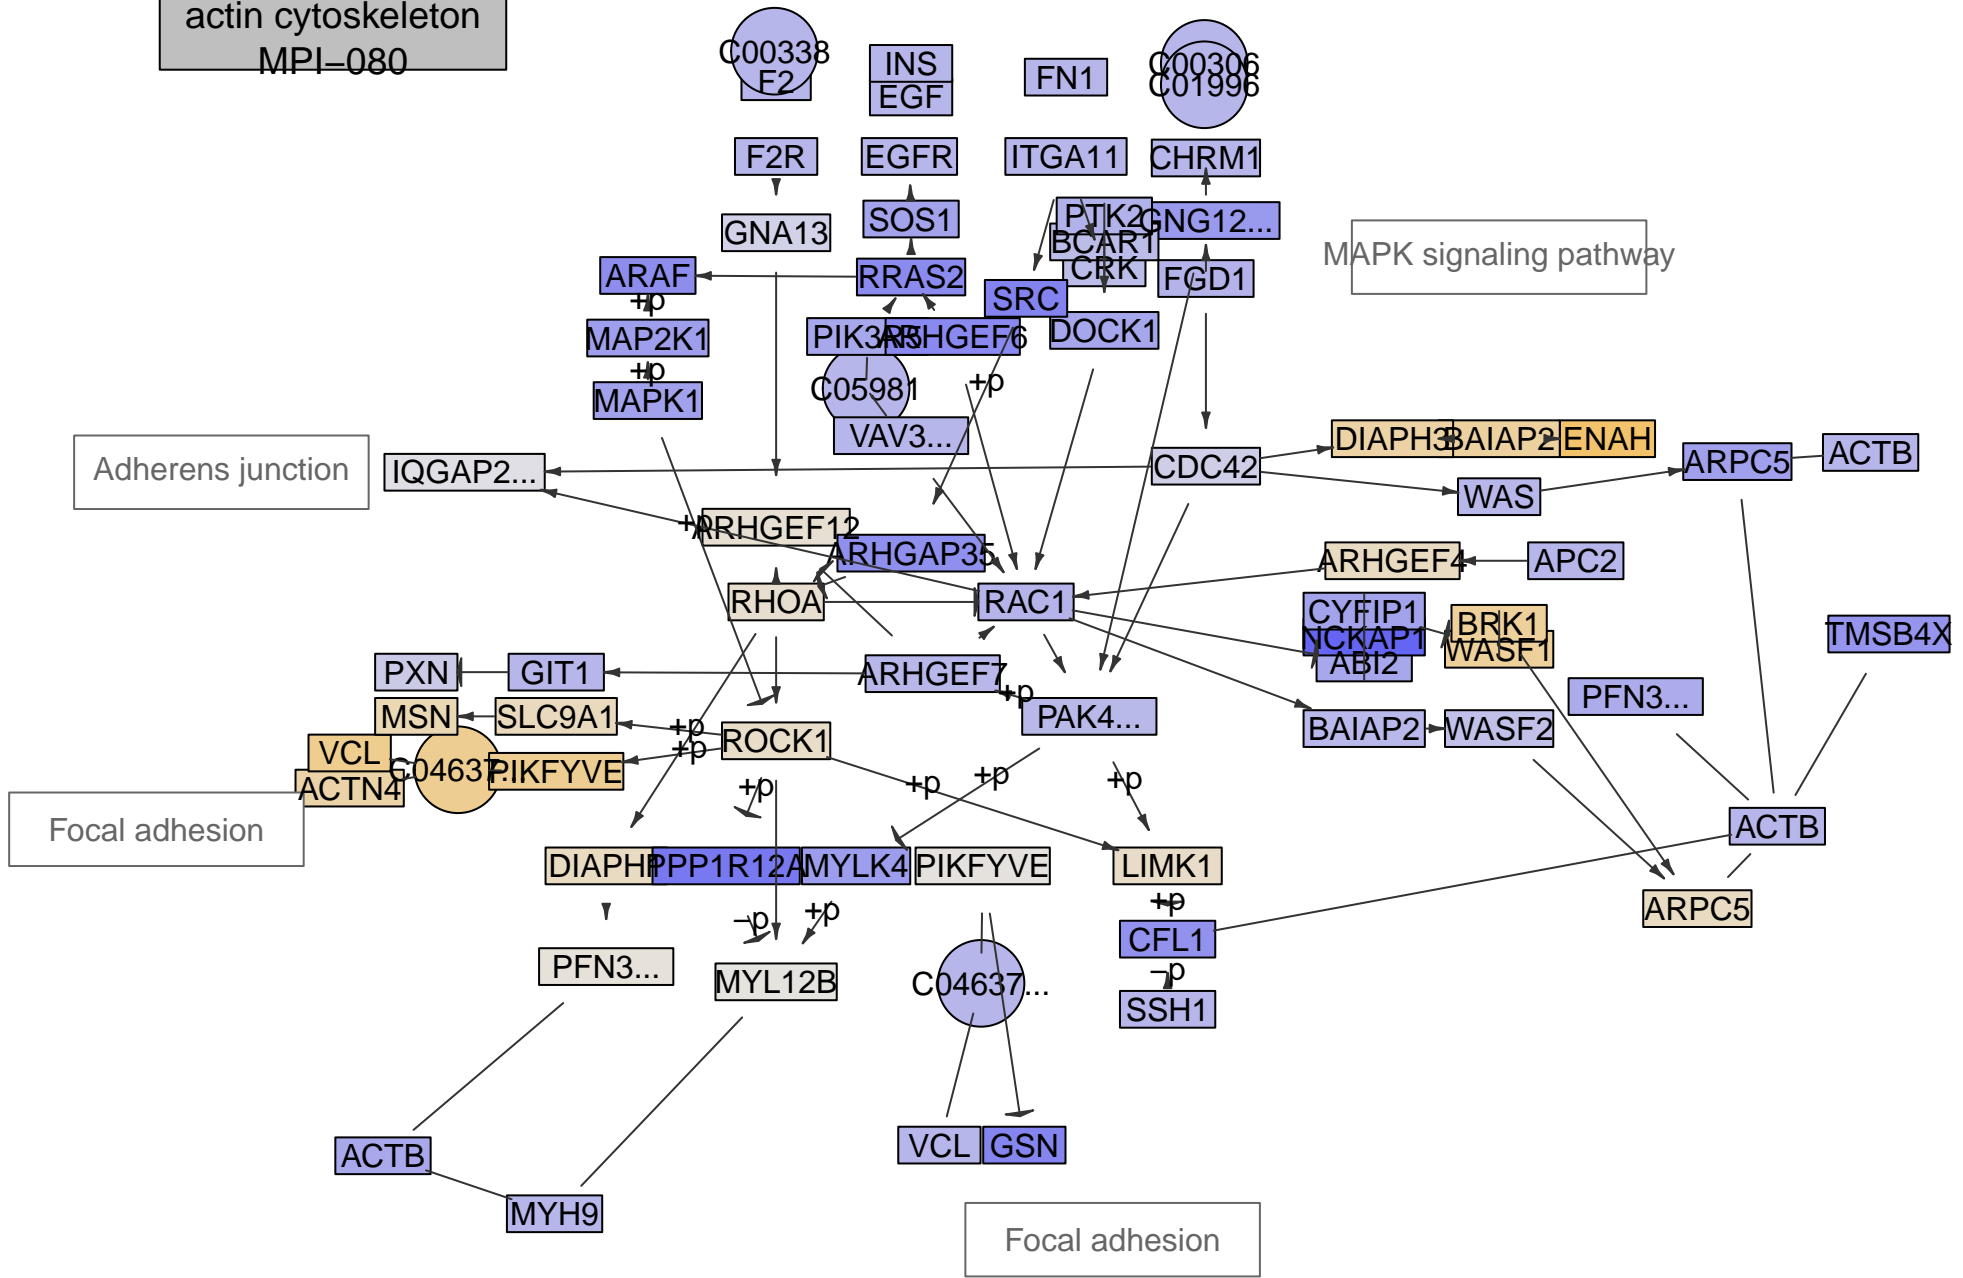 actin cytoskeleton
MPI−080
C00338
F2
INS
EGF
FN1
C00306
C01996
F2R
EGFR
ITGA11
CHRM1
GNA13
SOS1
PTK2
BCAR1
CRK
GNG12...
FGD1
MAPK signaling pathway
ARAF
RRAS2
SRC
+p
MAP2K1
ARHGEF6
DOCK1
+p
MAPK1
C05981
+p
VAV3...
Adherens junction
IQGAP2...
CDC42
DIAPH3
BAIAP2
ENAH
ARPC5
ACTB
WAS
+p
ARHGEF12
ARHGAP35
ARHGEF4
APC2
RHOA
RAC1
CYFIP1
NCKAP1
ABI2
BRK1
WASF1
TMSB4X
PXN
GIT1
ARHGEF7
+p
PFN3...
MSN
SLC9A1
+p
PAK4...
BAIAP2
WASF2
VCL
ACTN4
PIKFYVE
+p
ROCK1
+p
+p
+p
+p
Focal adhesion
ACTB
PPP1R12A
MYLK4
PIKFYVE
LIMK1
+p
ARPC5
−p
+p
CFL1
PFN3...
MYL12B
C04637...
−p
SSH1
ACTB
VCL
GSN
MYH9
Focal adhesion